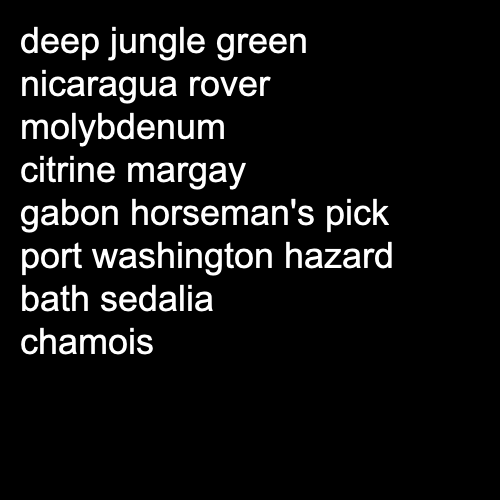 deep jungle green
nicaragua rover
molybdenum
citrine margay
gabon horseman's pick
port washington hazard
bath sedalia
chamois